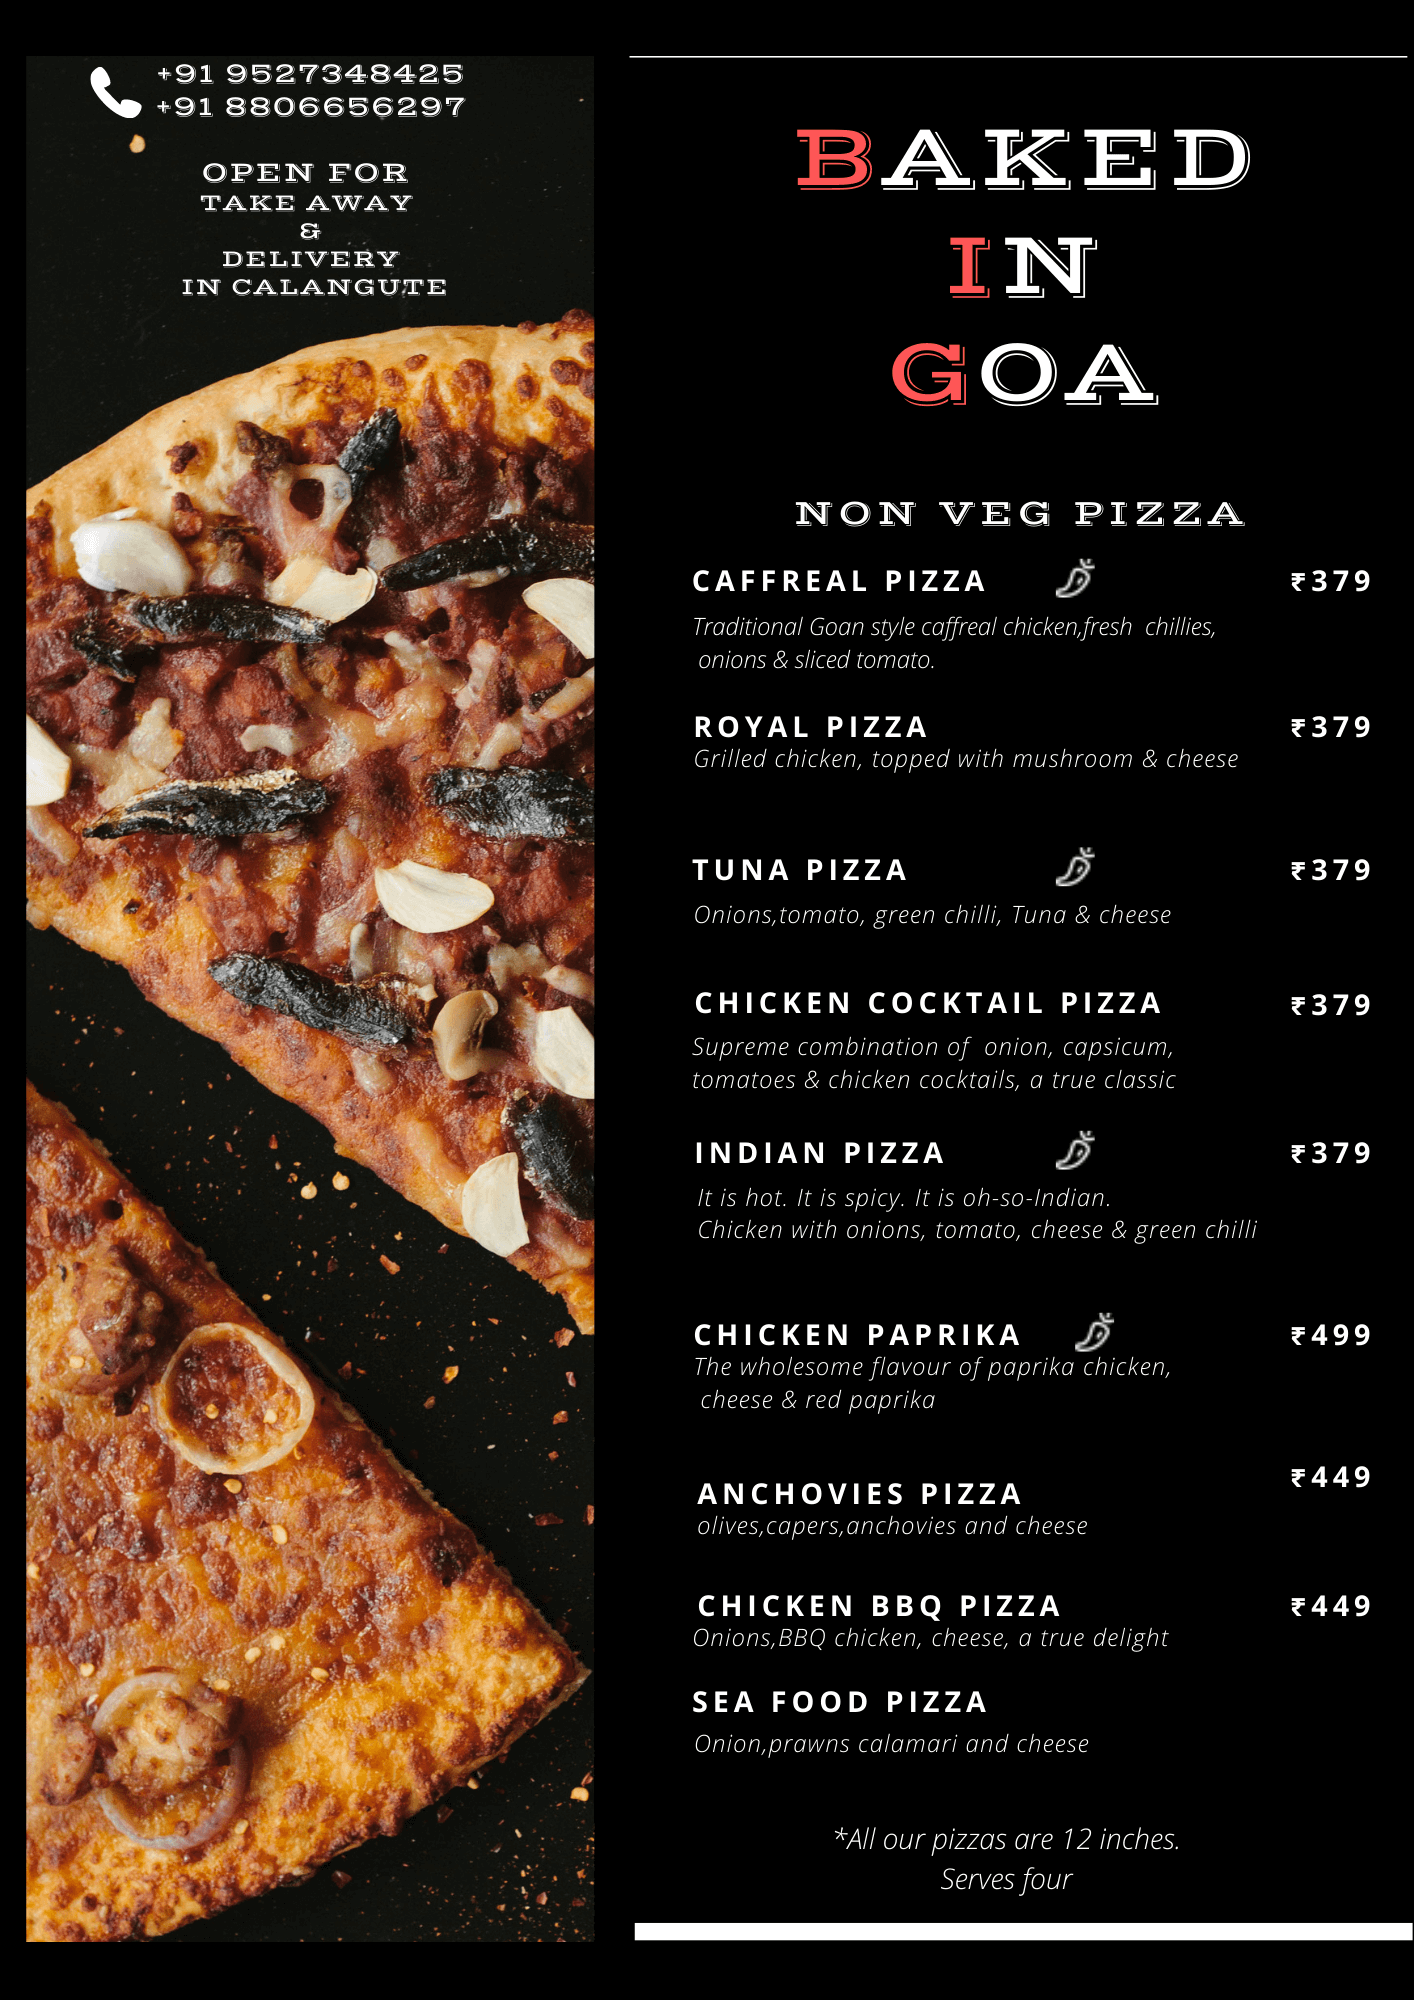 +91 9527348425
+91 8806656297
OPEN FOR
TAKE AWAY
&
DELIVERY
IN CALANGUTE
BAKED
IN
GOA
NON VEG PIZZA
CAFFREAL PIZZA ₹379
Traditional Goan style caffreal chicken,fresh chillies,
onions & sliced tomato.
ROYAL PIZZA ₹379
Grilled chicken, topped with mushroom & cheese
TUNA PIZZA ₹379
Onions,tomato, green chilli, Tuna & cheese
CHICKEN COCKTAIL PIZZA ₹379
Supreme combination of onion, capsicum,
tomatoes & chicken cocktails, a true classic
INDIAN PIZZA ₹379
It is hot. It is spicy. It is oh-so-Indian.
Chicken with onions, tomato, cheese & green chilli
CHICKEN PAPRIKA ₹499
The wholesome flavour of paprika chicken,
cheese & red paprika
ANCHOVIES PIZZA ₹449
olives,capers,anchovies and cheese
CHICKEN BBQ PIZZA ₹449
Onions,BBQ chicken, cheese, a true delight
SEA FOOD PIZZA
Onion,prawns calamari and cheese
*All our pizzas are 12 inches.
Serves four